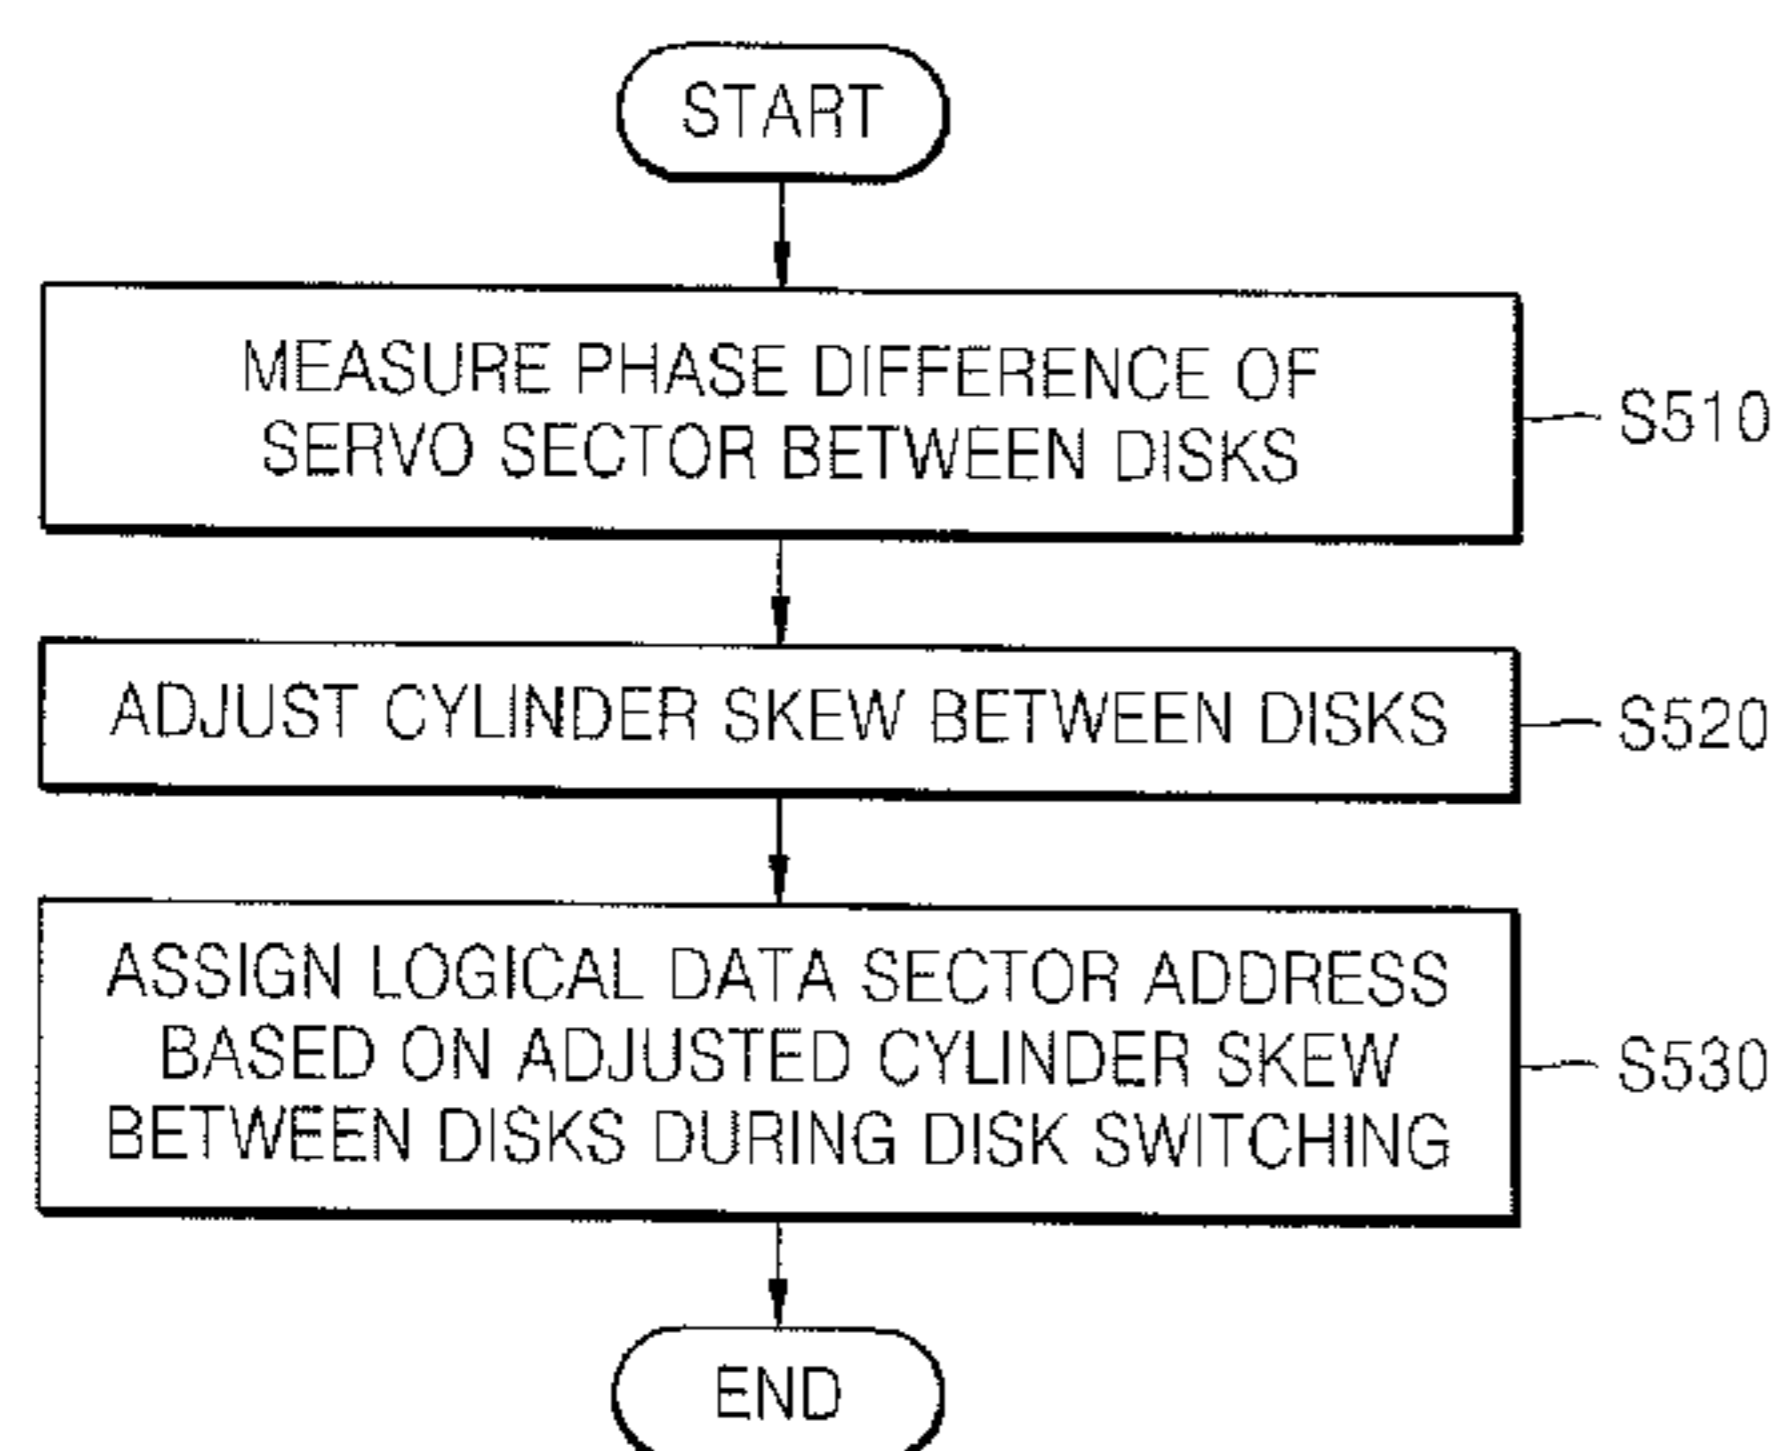 START
MEASURE PHASE DIFFERENCE OF
SERVO SECTOR BETWEEN DISKS
S510
ADJUST CYLINDER SKEW BETWEEN DISKS
S520
ASSIGN LOGICAL DATA SECTOR ADDRESS
BASED ON ADJUSTED CYLINDER SKEW
BETWEEN DISKS DURING DISK SWITCHING
S530
END